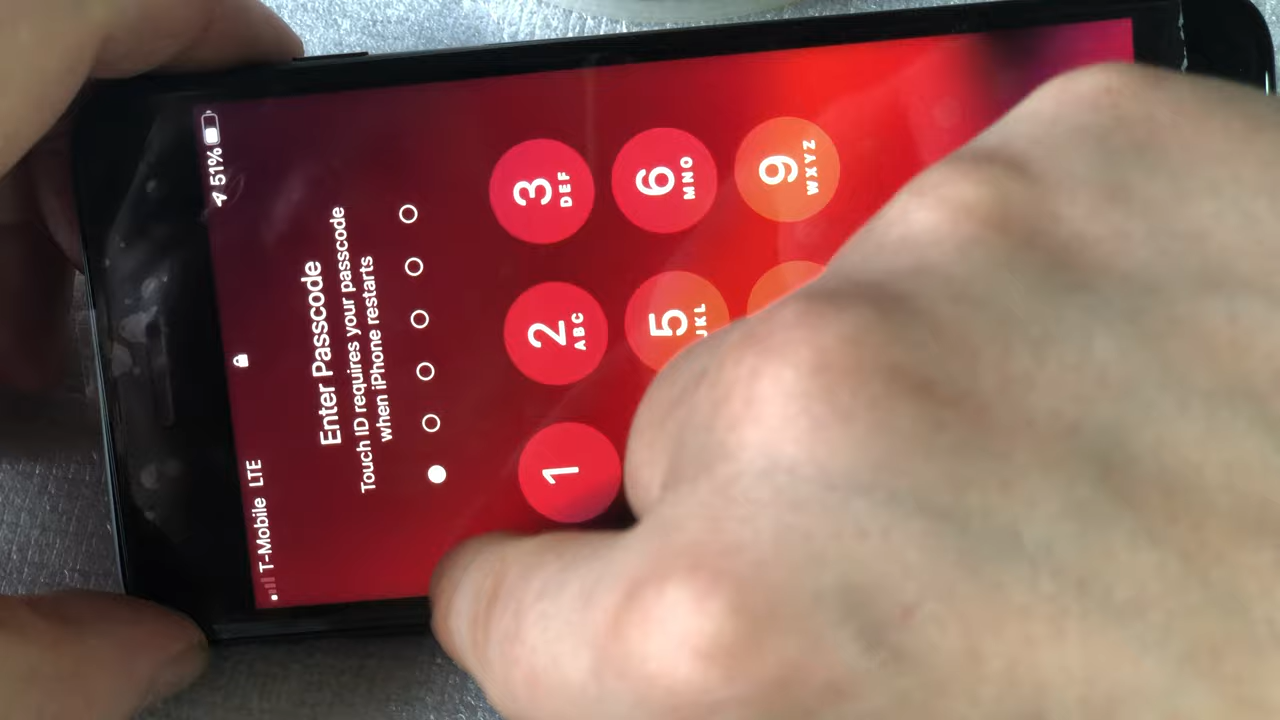 T-Mobile LTE 51%
Enter Passcode
Touch ID requires your passcode
when iPhone restarts
1 2 3
ABC DEF
5 6
JKL MNO
9
WXYZ